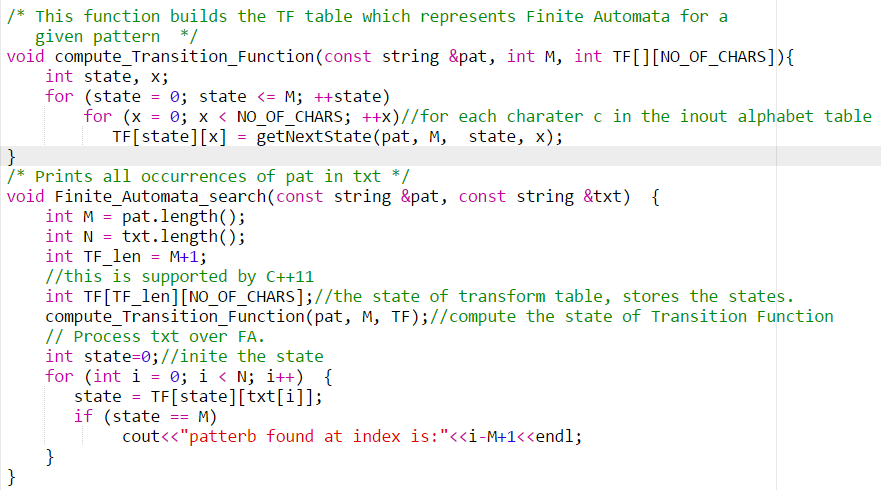 /* This function builds the TF table which represents Finite Automata for a
   given pattern  */
void compute_Transition_Function(const string &pat, int M, int TF[][NO_OF_CHARS]){
    int state, x;
    for (state = 0; state <= M; ++state)
        for (x = 0; x < NO_OF_CHARS; ++x)//for each charater c in the inout alphabet table
           TF[state][x] = getNextState(pat, M,  state, x);
}
/* Prints all occurrences of pat in txt */
void Finite_Automata_search(const string &pat, const string &txt)  {
    int M = pat.length();
    int N = txt.length();
    int TF_len = M+1;
    //this is supported by C++11
    int TF[TF_len][NO_OF_CHARS];//the state of transform table, stores the states.
    compute_Transition_Function(pat, M, TF);//compute the state of Transition Function
    // Process txt over FA.
    int state=0;//inite the state
    for (int i = 0; i < N; i++)  {
       state = TF[state][txt[i]];
       if (state == M)
            cout<<"patterb found at index is:"<<i-M+1<<endl;
    }
}